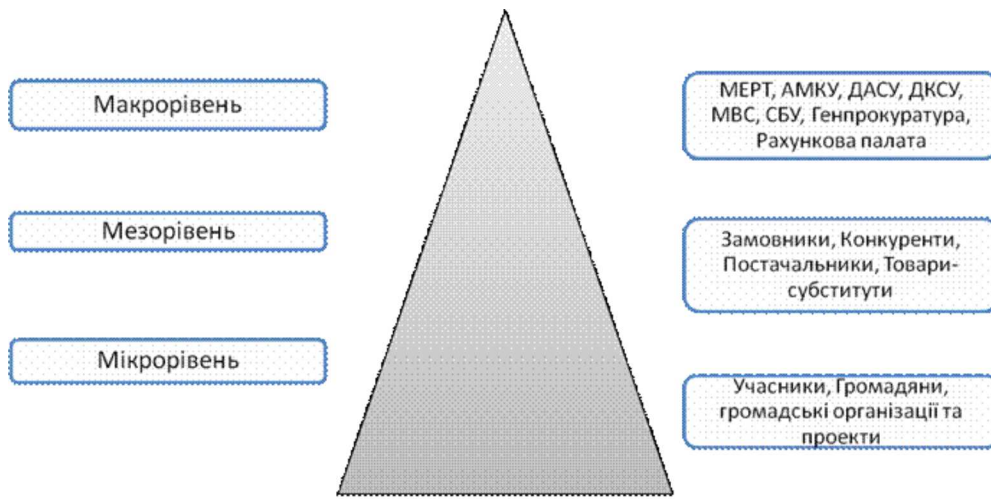 Макрорівень
МЕРТ, АМКУ, ДАСУ, ДКСУ,
МВС, СБУ, Генпрокуратура,
Рахункова палата
Мезорівень
Замовники, Конкуренти,
Постачальники, Товари-
субститути
Мікрорівень
Учасники, Громадяни,
громадські організації та
проекти